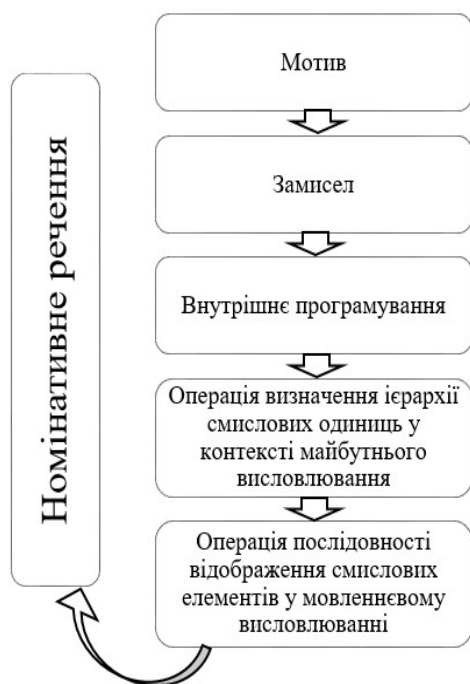 Номінативне речення
Мотив
Замисел
Внутрішнє програмування
Операція визначення ієрархії
смислових одиниць у
контексті майбутнього
висловлювання
Операція послідовності
відображення смислових
елементів у мовленнєвому
висловлюванні